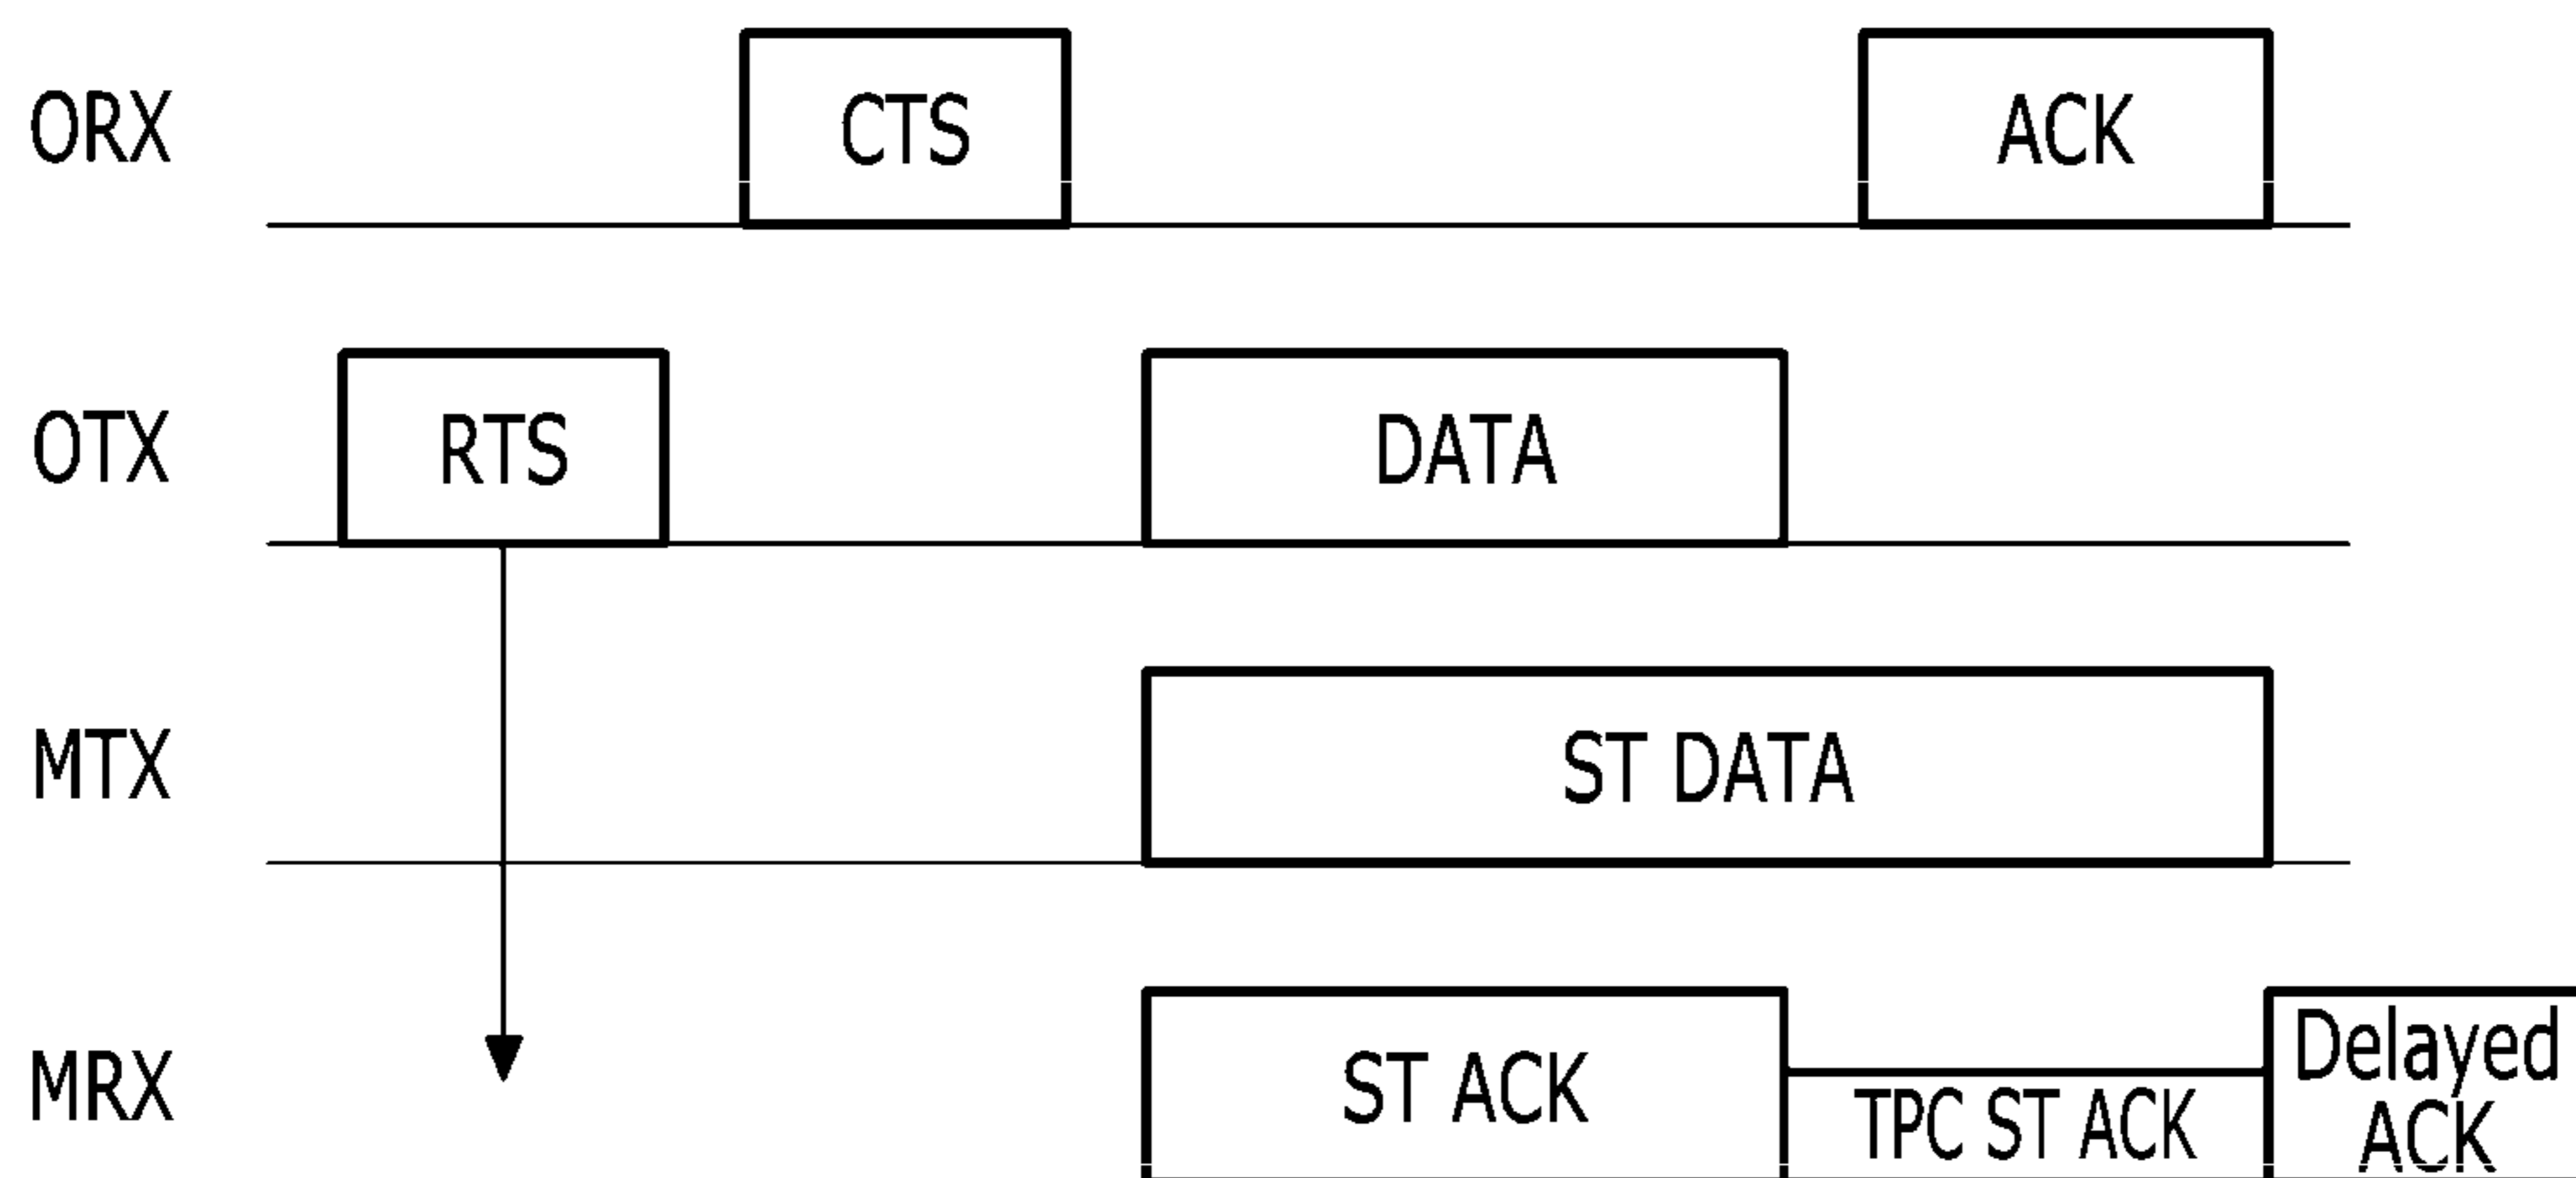 ORX CTS ACK
OTX RTS DATA
MTX ST DATA
MRX ST ACK TPC ST ACK Delayed
ACK